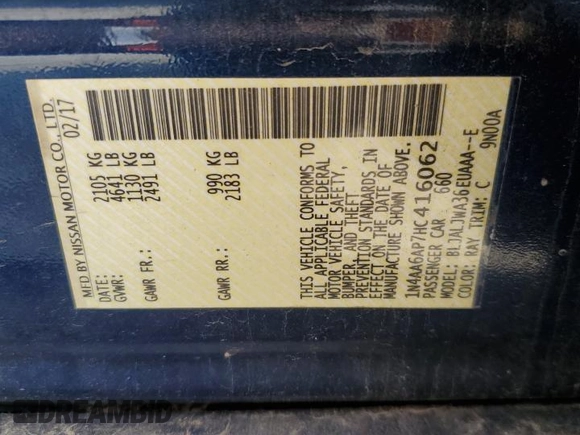 MFD BY NISSAN MOTOR CO., LTD.
02/17
DATE:
GVWR: 2105 KG
4641 LB
GAWR FR.: 1130 KG
2491 LB
GAWR RR: 990 KG
2183 LB
THIS VEHICLE CONFORMS TO
ALL APPLICABLE FEDERAL
MOTOR VEHICLE SAFETY,
BUMPER, AND THEFT
PREVENTION STANDARDS IN
EFFECT ON THE DATE OF
MANUFACTURE SHOWN ABOVE.
1N4AA6AP7HC416062
PASSENGER CAR 660
MODEL: BLJALJWA36EUAAA--E
COLOR: RAY TRIM: C 9N00A
DREAMBID